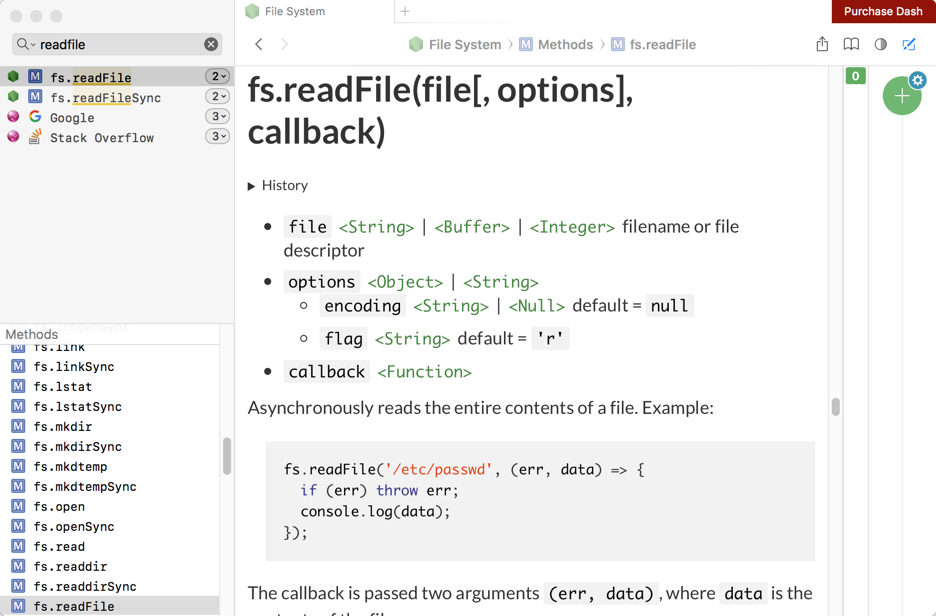 File System
+
Purchase Dash
readfile
File System > Methods > fs.readFile
M fs.readFile 2
M fs.readFileSync 2
Google 3
Stack Overflow 3
fs.readFile(file[, options],
callback)
0
▶ History
• file <String> | <Buffer> | <Integer> filename or file
descriptor
• options <Object> | <String>
◦ encoding <String> | <Null> default = null
◦ flag <String> default = 'r'
• callback <Function>
Asynchronously reads the entire contents of a file. Example:
fs.readFile('/etc/passwd', (err, data) => {
if (err) throw err;
console.log(data);
});
The callback is passed two arguments (err, data), where data is the
Methods
M fs.link
M fs.linkSync
M fs.lstat
M fs.lstatSync
M fs.mkdir
M fs.mkdirSync
M fs.mkdtemp
M fs.mkdtempSync
M fs.open
M fs.openSync
M fs.read
M fs.readdir
M fs.readdirSync
M fs.readFile